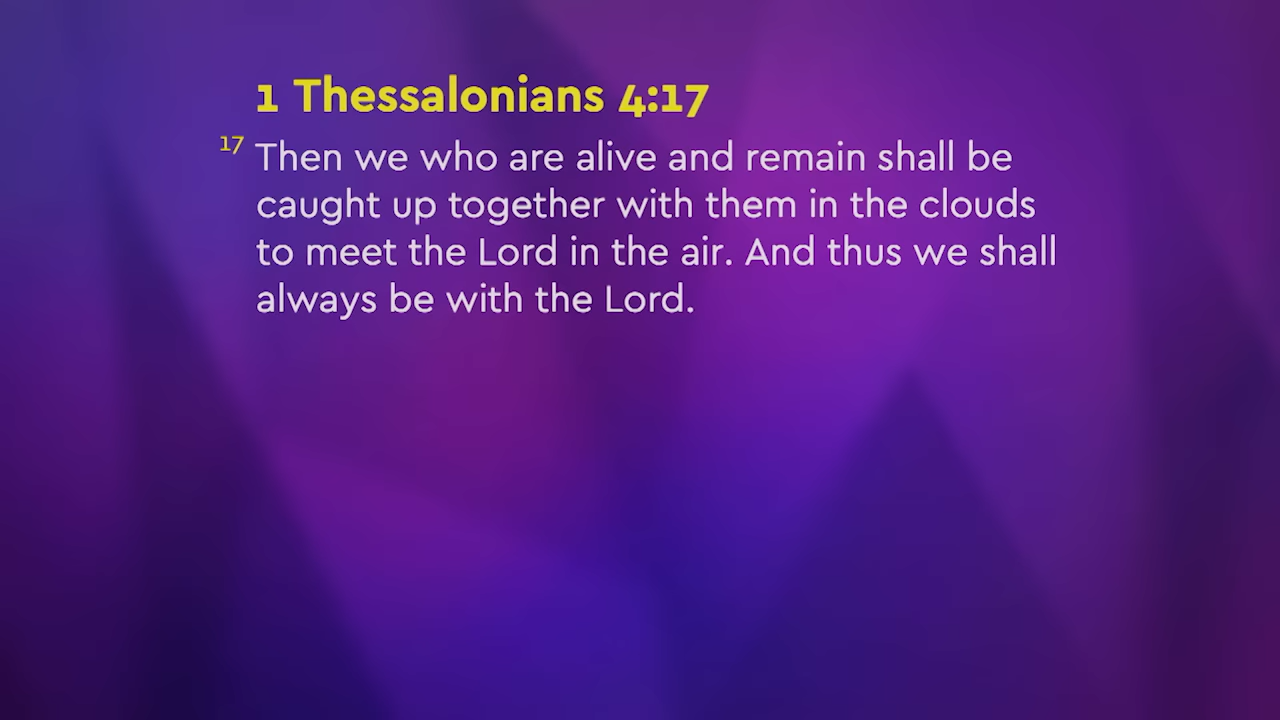 1 Thessalonians 4:17
17 Then we who are alive and remain shall be
caught up together with them in the clouds
to meet the Lord in the air. And thus we shall
always be with the Lord.